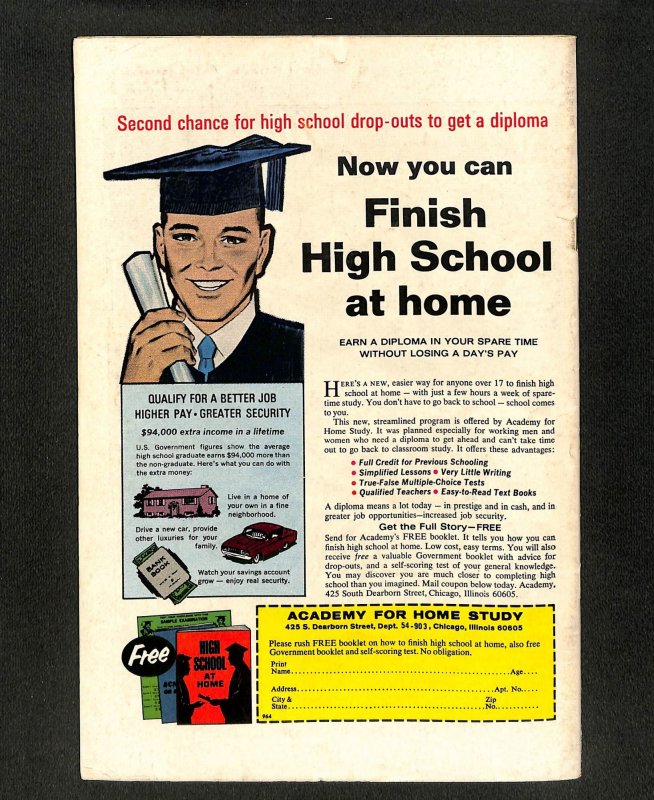 Second chance for high school drop-outs to get a diploma
Now you can
Finish
High School
at home
EARN A DIPLOMA IN YOUR SPARE TIME
WITHOUT LOSING A DAY'S PAY
QUALIFY FOR A BETTER JOB
HIGHER PAY • GREATER SECURITY
$94,000 extra income in a lifetime
U.S. Government figures show the average
high school graduate earns $94,000 more than
the non-graduate. Here's what you can do with
the extra money:
Live in a home of
your own in a fine
neighborhood.
Drive a new car, provide
other luxuries for your
family.
BANK
BOOK
Watch your savings account
grow — enjoy real security.
HERE'S A NEW, easier way for anyone over 17 to finish high
school at home – with just a few hours a week of spare-
time study. You don't have to go back to school – school comes
to you.
This new, streamlined program is offered by Academy for
Home Study. It was planned especially for working men and
women who need a diploma to get ahead and can't take time
out to go back to classroom study. It offers these advantages:
• Full Credit for Previous Schooling
• Simplified Lessons • Very Little Writing
• True-False Multiple-Choice Tests
• Qualified Teachers • Easy-to-Read Text Books
A diploma means a lot today – in prestige and in cash, and in
greater job opportunities–increased job security.
Get the Full Story–FREE
Send for Academy's FREE booklet. It tells you how you can
finish high school at home. Low cost, easy terms. You will also
receive free a valuable Government booklet with advice for
drop-outs, and a self-scoring test of your general knowledge.
You may discover you are much closer to completing high
school than you imagined. Mail coupon below today. Academy,
425 South Dearborn Street, Chicago, Illinois 60605.
SAMPLE EXAMINATION
Free
HIGH
SCHOOL
AT
HOME
ACADEMY FOR HOME STUDY
425 S. Dearborn Street, Dept. 54-903, Chicago, Illinois 60605
Please rush FREE booklet on how to finish high school at home, also free
Government booklet and self-scoring test. No obligation.
Print
Name Age
Address Apt. No.
City & Zip
State No.
964